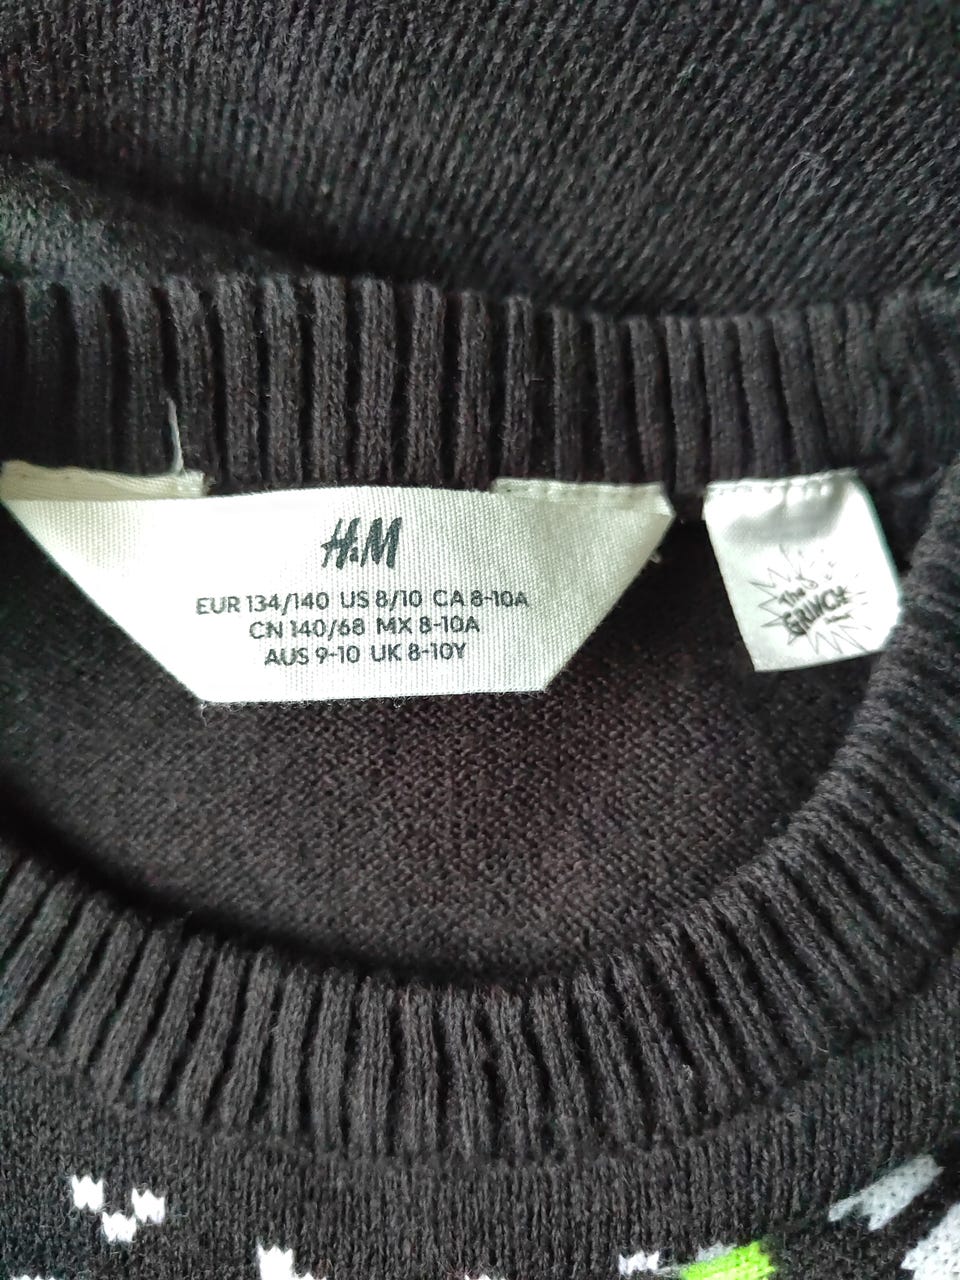 H&M
EUR 134/140 US 8/10 CA 8-10A
CN 140/68 MX 8-10A
AUS 9-10 UK 8-10Y
The
GRINCH